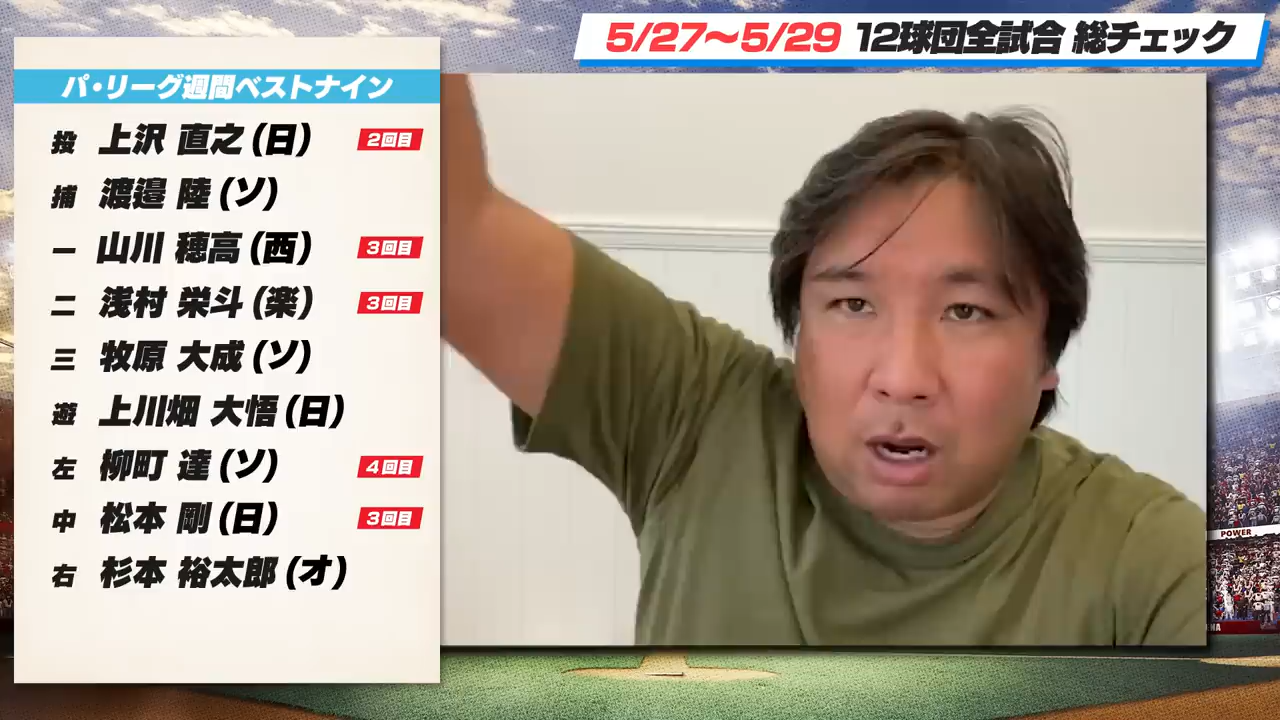 5/27〜5/29 12球団全試合 総チェック
パ・リーグ週間ベストナイン
投 上沢 直之(日) 2回目
捕 渡邉 陸(ソ)
一 山川 穂高(西) 3回目
二 浅村 栄斗(楽) 3回目
三 牧原 大成(ソ)
遊 上川畑 大悟(日)
左 柳町 達(ソ) 4回目
中 松本 剛(日) 3回目
右 杉本 裕太郎(オ)
POWER
ENA